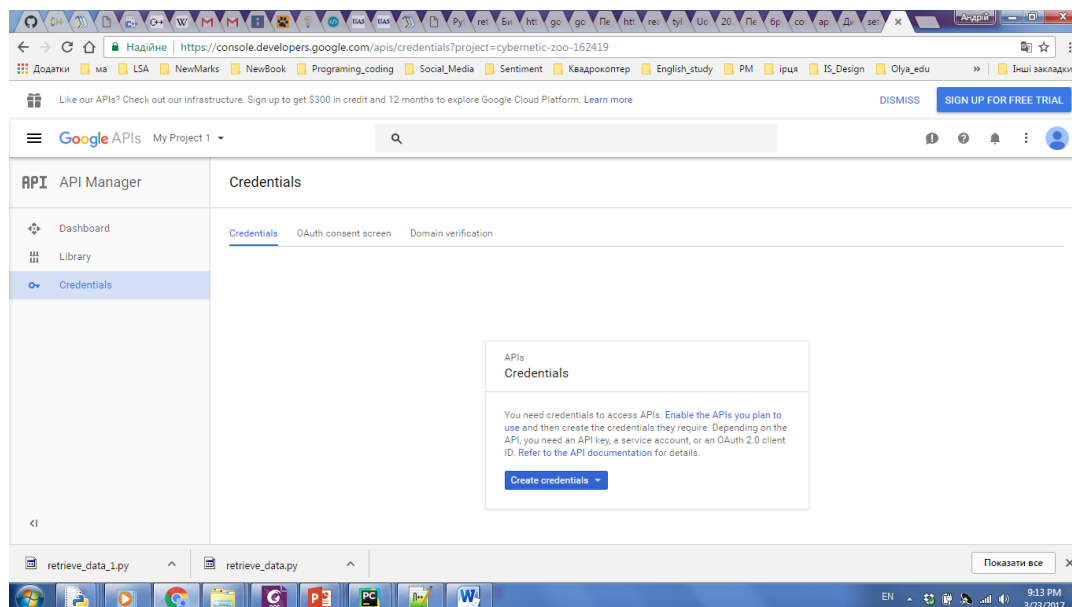 Андрій
Надійне | https://console.developers.google.com/apis/credentials?project=cybernetic-zoo-162419
Додатки ма LSA NewMarks NewBook Programing_coding Social_Media Sentiment Квадрокоптер English_study PM ірця IS_Design Olya_edu » Інші закладки
Like our APIs? Check out our infrastructure. Sign up to get $300 in credit and 12 months to explore Google Cloud Platform. Learn more DISMISS SIGN UP FOR FREE TRIAL
Google APIs My Project 1
API API Manager Credentials
Dashboard
Credentials OAuth consent screen Domain verification
Library
Credentials
APIs
Credentials
You need credentials to access APIs. Enable the APIs you plan to
use and then create the credentials they require. Depending on the
API, you need an API key, a service account, or an OAuth 2.0 client
ID. Refer to the API documentation for details.
Create credentials
retrieve_data_1.py retrieve_data.py Показати все
EN 9:13 PM
3/23/2017